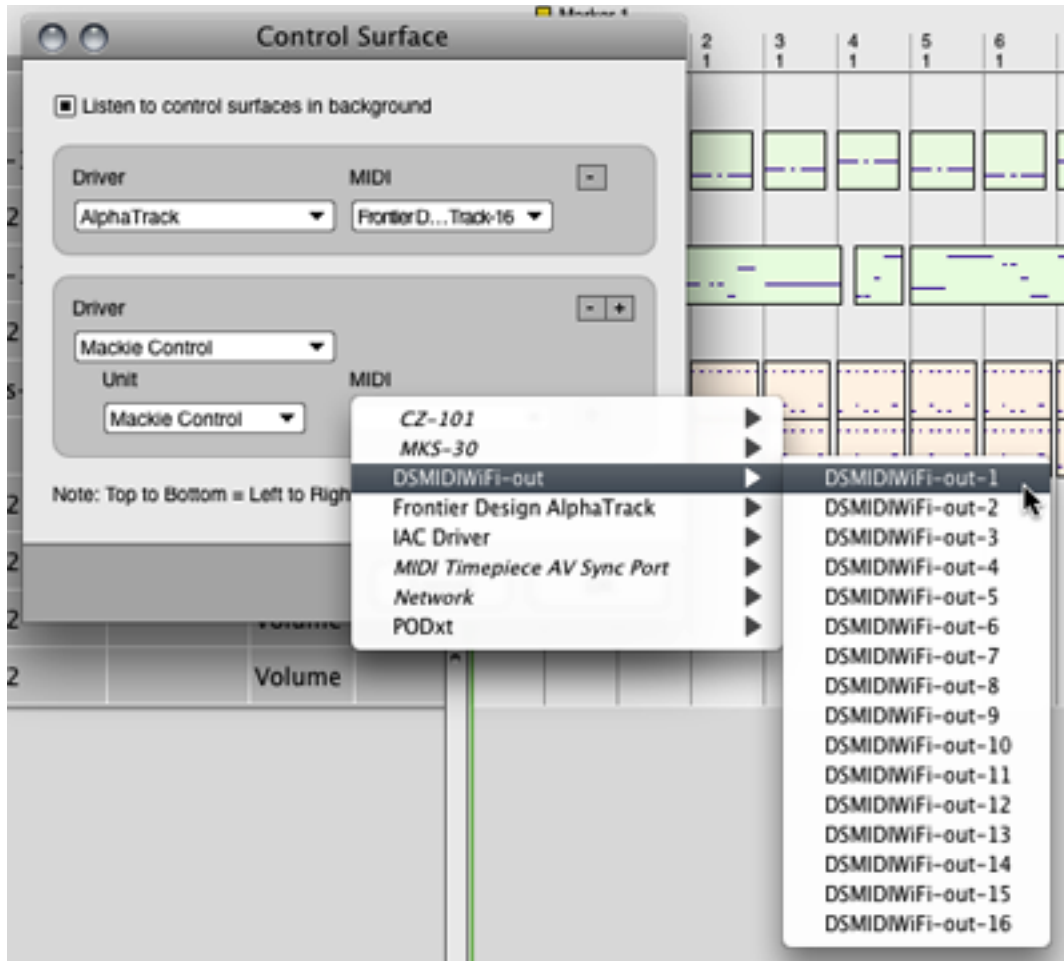 Marker 1
Control Surface
2 3 4 5 6
1 1 1 1 1
Listen to control surfaces in background
Driver MIDI -
AlphaTrack Frontier D...Track-16
Driver - +
Mackie Control
Unit MIDI
Mackie Control
CZ-101
MKS-30
DSMIDIWiFi-out
Frontier Design AlphaTrack
IAC Driver
MIDI Timepiece AV Sync Port
Network
PODxt
DSMIDIWiFi-out-1
DSMIDIWiFi-out-2
DSMIDIWiFi-out-3
DSMIDIWiFi-out-4
DSMIDIWiFi-out-5
DSMIDIWiFi-out-6
DSMIDIWiFi-out-7
DSMIDIWiFi-out-8
DSMIDIWiFi-out-9
DSMIDIWiFi-out-10
DSMIDIWiFi-out-11
DSMIDIWiFi-out-12
DSMIDIWiFi-out-13
DSMIDIWiFi-out-14
DSMIDIWiFi-out-15
DSMIDIWiFi-out-16
Note: Top to Bottom = Left to Righ
Volume
2 Volume